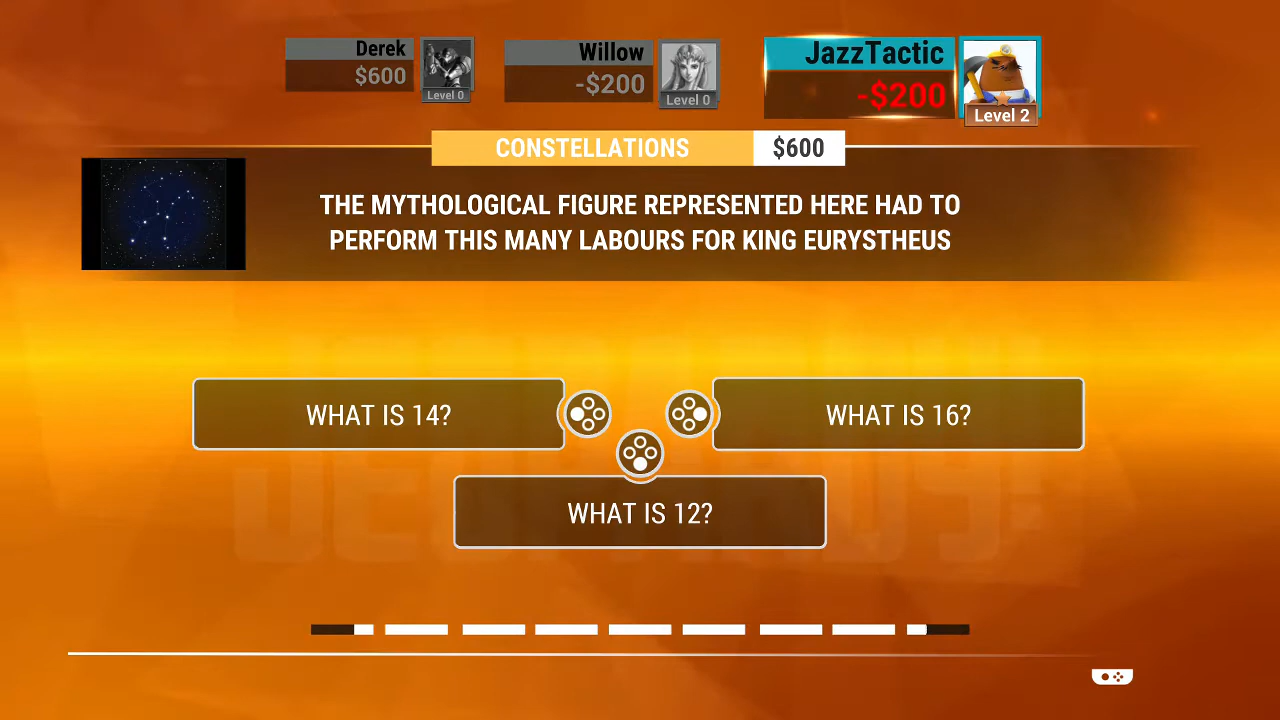 Derek
$600
Level 0
Willow
-$200
Level 0
JazzTactic
-$200
Level 2
CONSTELLATIONS $600
THE MYTHOLOGICAL FIGURE REPRESENTED HERE HAD TO
PERFORM THIS MANY LABOURS FOR KING EURYSTHEUS
WHAT IS 14?
WHAT IS 16?
WHAT IS 12?
JEOPARDY!